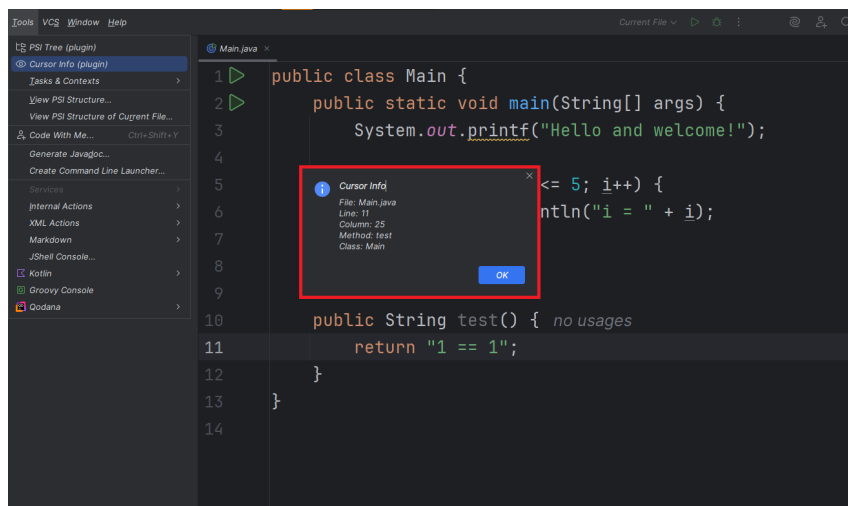 Tools VCS Window Help
Current File
PSI Tree (plugin)
Cursor Info (plugin)
Tasks & Contexts
View PSI Structure...
View PSI Structure of Current File...
Code With Me... Ctrl+Shift+Y
Generate Javadoc...
Create Command Line Launcher...
Services
Internal Actions
XML Actions
Markdown
JShell Console...
Kotlin
Groovy Console
Qodana
Main.java
1 public class Main {
2 public static void main(String[] args) {
3 System.out.printf("Hello and welcome!");
4
5 <= 5; i++) {
6 ntln("i = " + i);
7
8
9
10 public String test() { no usages
11 return "1 == 1";
12 }
13 }
14
Cursor Info
File: Main.java
Line: 11
Column: 25
Method: test
Class: Main
OK